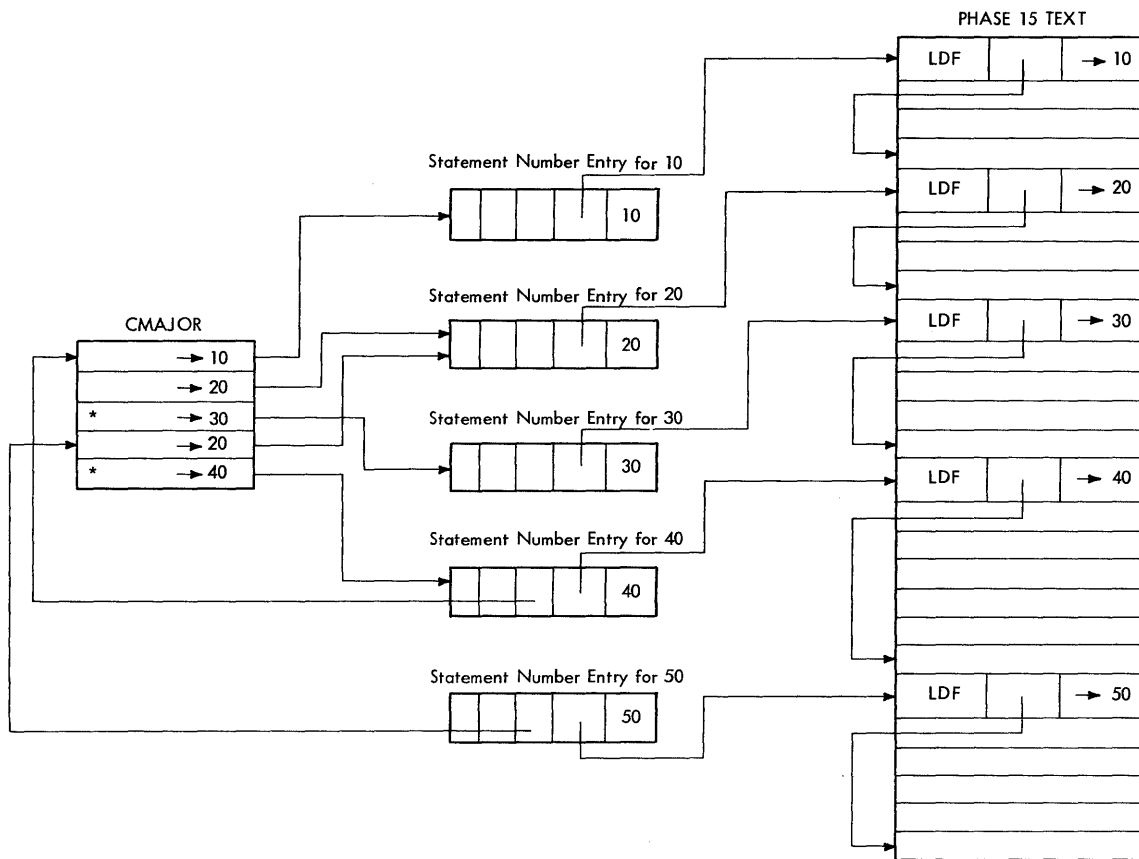 PHASE 15 TEXT
LDF → 10
Statement Number Entry for 10
10
LDF → 20
Statement Number Entry for 20
20
LDF → 30
CMAJOR
→ 10
→ 20
* → 30
→ 20
* → 40
Statement Number Entry for 30
30
LDF → 40
Statement Number Entry for 40
40
Statement Number Entry for 50
50
LDF → 50